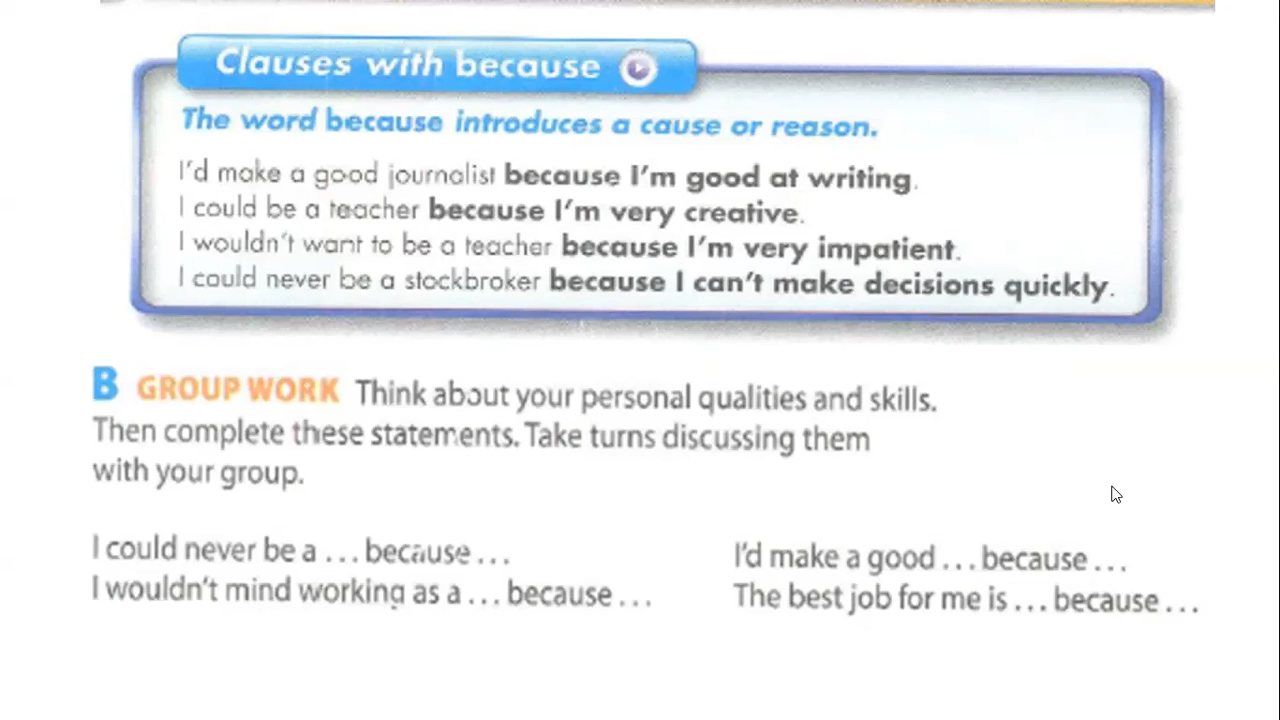 Clauses with because
The word because introduces a cause or reason.
I'd make a good journalist because I'm good at writing.
I could be a teacher because I'm very creative.
I wouldn't want to be a teacher because I'm very impatient.
I could never be a stockbroker because I can't make decisions quickly.
B GROUP WORK Think about your personal qualities and skills.
Then complete these statements. Take turns discussing them
with your group.
I could never be a ... because ...
I wouldn't mind working as a ... because ...
I'd make a good ... because ...
The best job for me is ... because ...